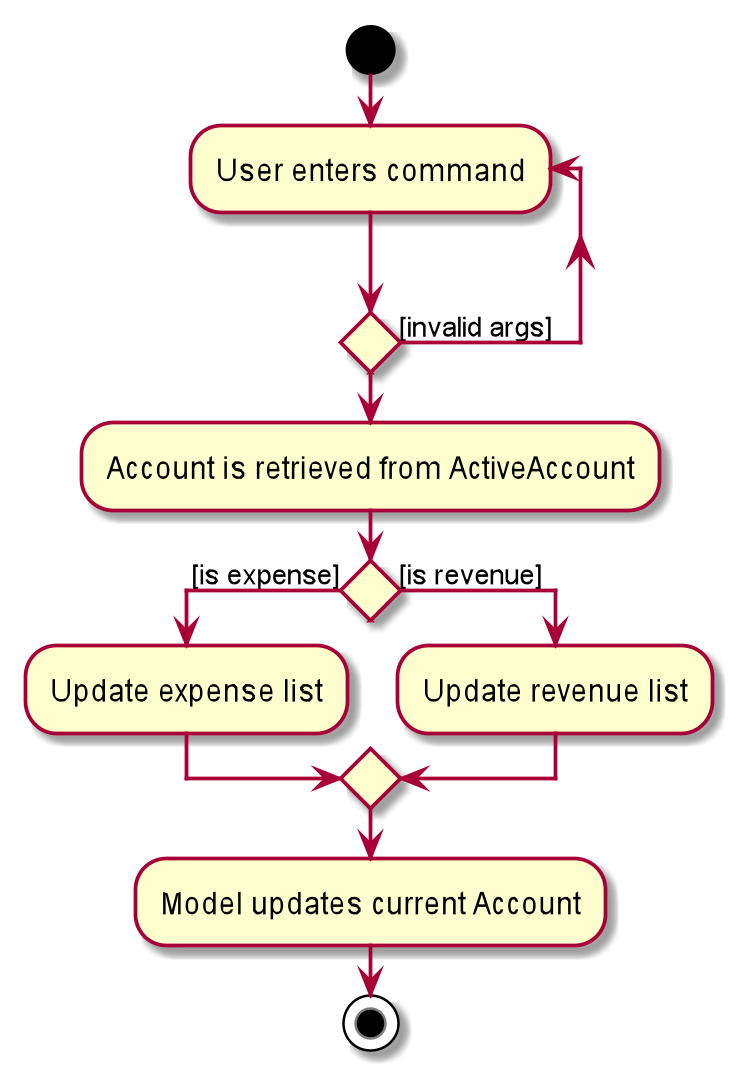 User enters command
[invalid args]
Account is retrieved from ActiveAccount
[is expense]
[is revenue]
Update expense list
Update revenue list
Model updates current Account